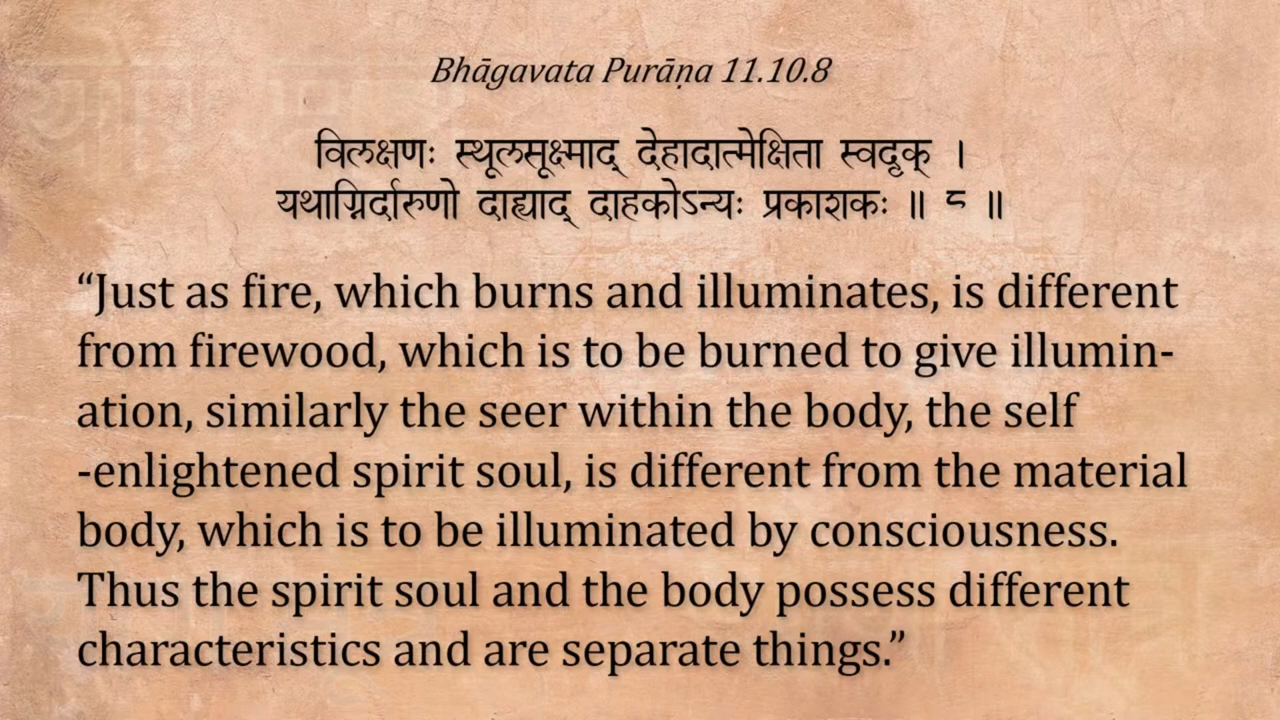 Bhāgavata Purāṇa 11.10.8
विलक्षणः स्थूलसूक्ष्माद् देहादात्मेक्षिता स्वदृक् ।
यथाग्निर्दारुणो दाह्याद् दाहकोऽन्यः प्रकाशकः ॥ ८ ॥
“Just as fire, which burns and illuminates, is different
from firewood, which is to be burned to give illumin-
ation, similarly the seer within the body, the self
-enlightened spirit soul, is different from the material
body, which is to be illuminated by consciousness.
Thus the spirit soul and the body possess different
characteristics and are separate things.”